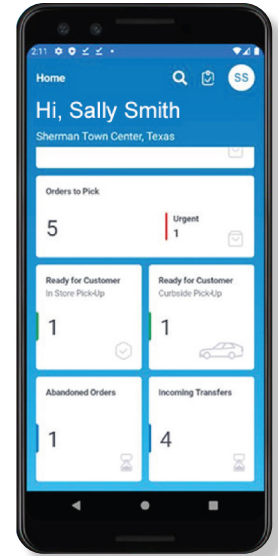 2:11
Home
SS
Hi, Sally Smith
Sherman Town Center, Texas
Orders to Pick
5
Urgent
1
Ready for Customer
In Store Pick-Up
1
Ready for Customer
Curbside Pick-Up
1
Abandoned Orders
1
Incoming Transfers
4